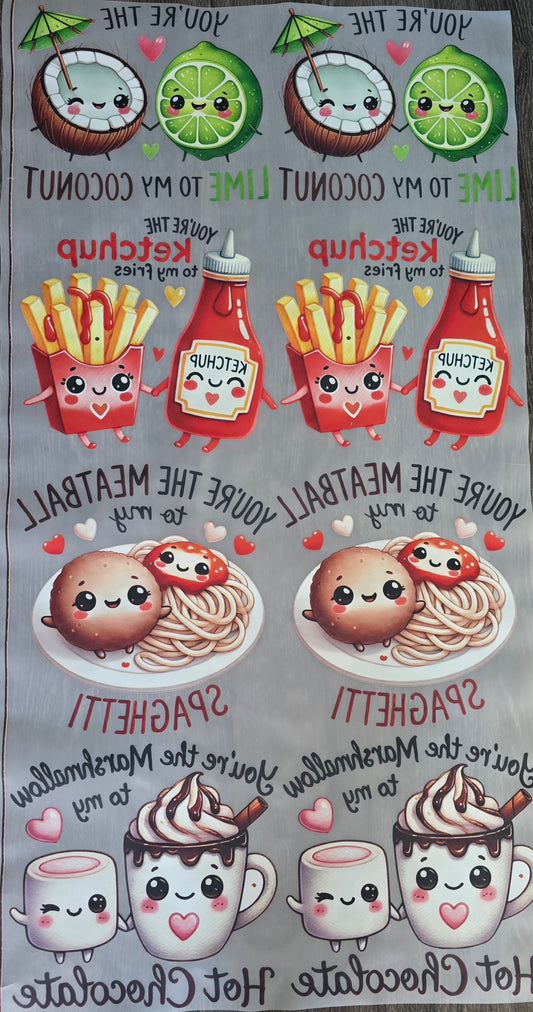 YOU'RE THE
LIME TO MY COCONUT
YOU'RE THE
LIME TO MY COCONUT
YOU'RE THE
Ketchup
to my Fries
KETCHUP
YOU'RE THE
Ketchup
to my Fries
KETCHUP
YOU'RE THE MEATBALL
to my
SPAGHETTI
YOU'RE THE MEATBALL
to my
SPAGHETTI
You're the Marshmallow
to my
Hot Chocolate
You're the Marshmallow
to my
Hot Chocolate